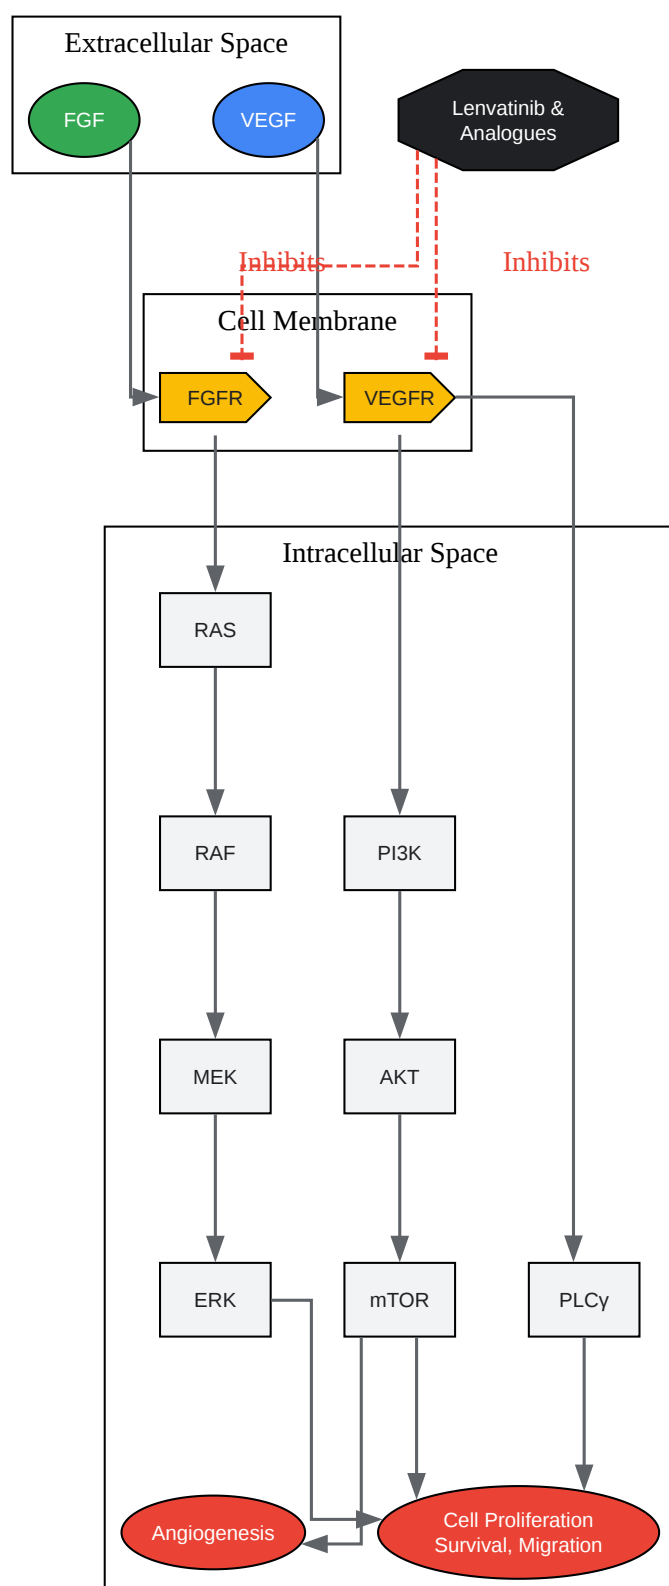 Extracellular Space
FGF
VEGF
Lenvatinib &
Analogues
Inhibits
Inhibits
Cell Membrane
FGFR
VEGFR
Intracellular Space
RAS
RAF
PI3K
MEK
AKT
ERK
mTOR
PLCγ
Angiogenesis
Cell Proliferation
Survival, Migration